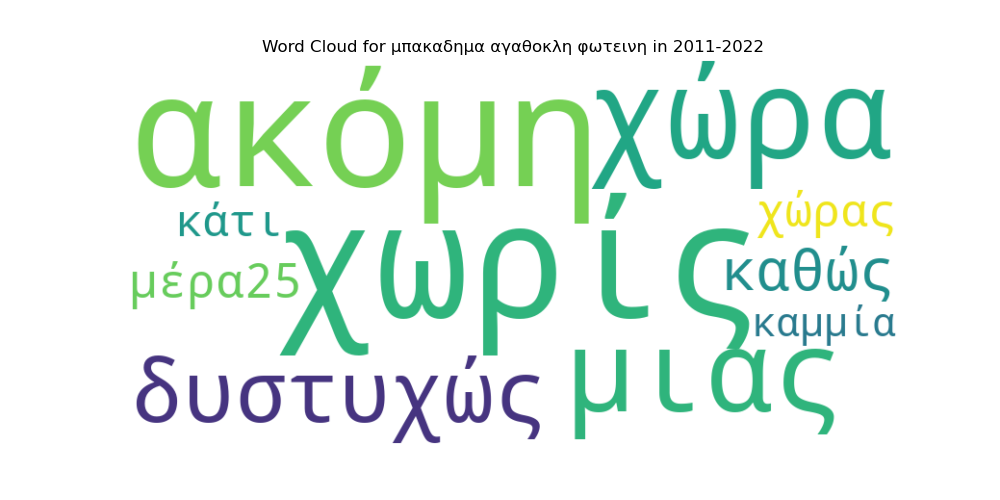 Word Cloud for μπακαδημα αγαθοκλη φωτεινη in 2011-2022
ακόμη χώρα
κάτι χωρίς χώρας
μέρα25 καθώς
καμμία
δυστυχώς μιας